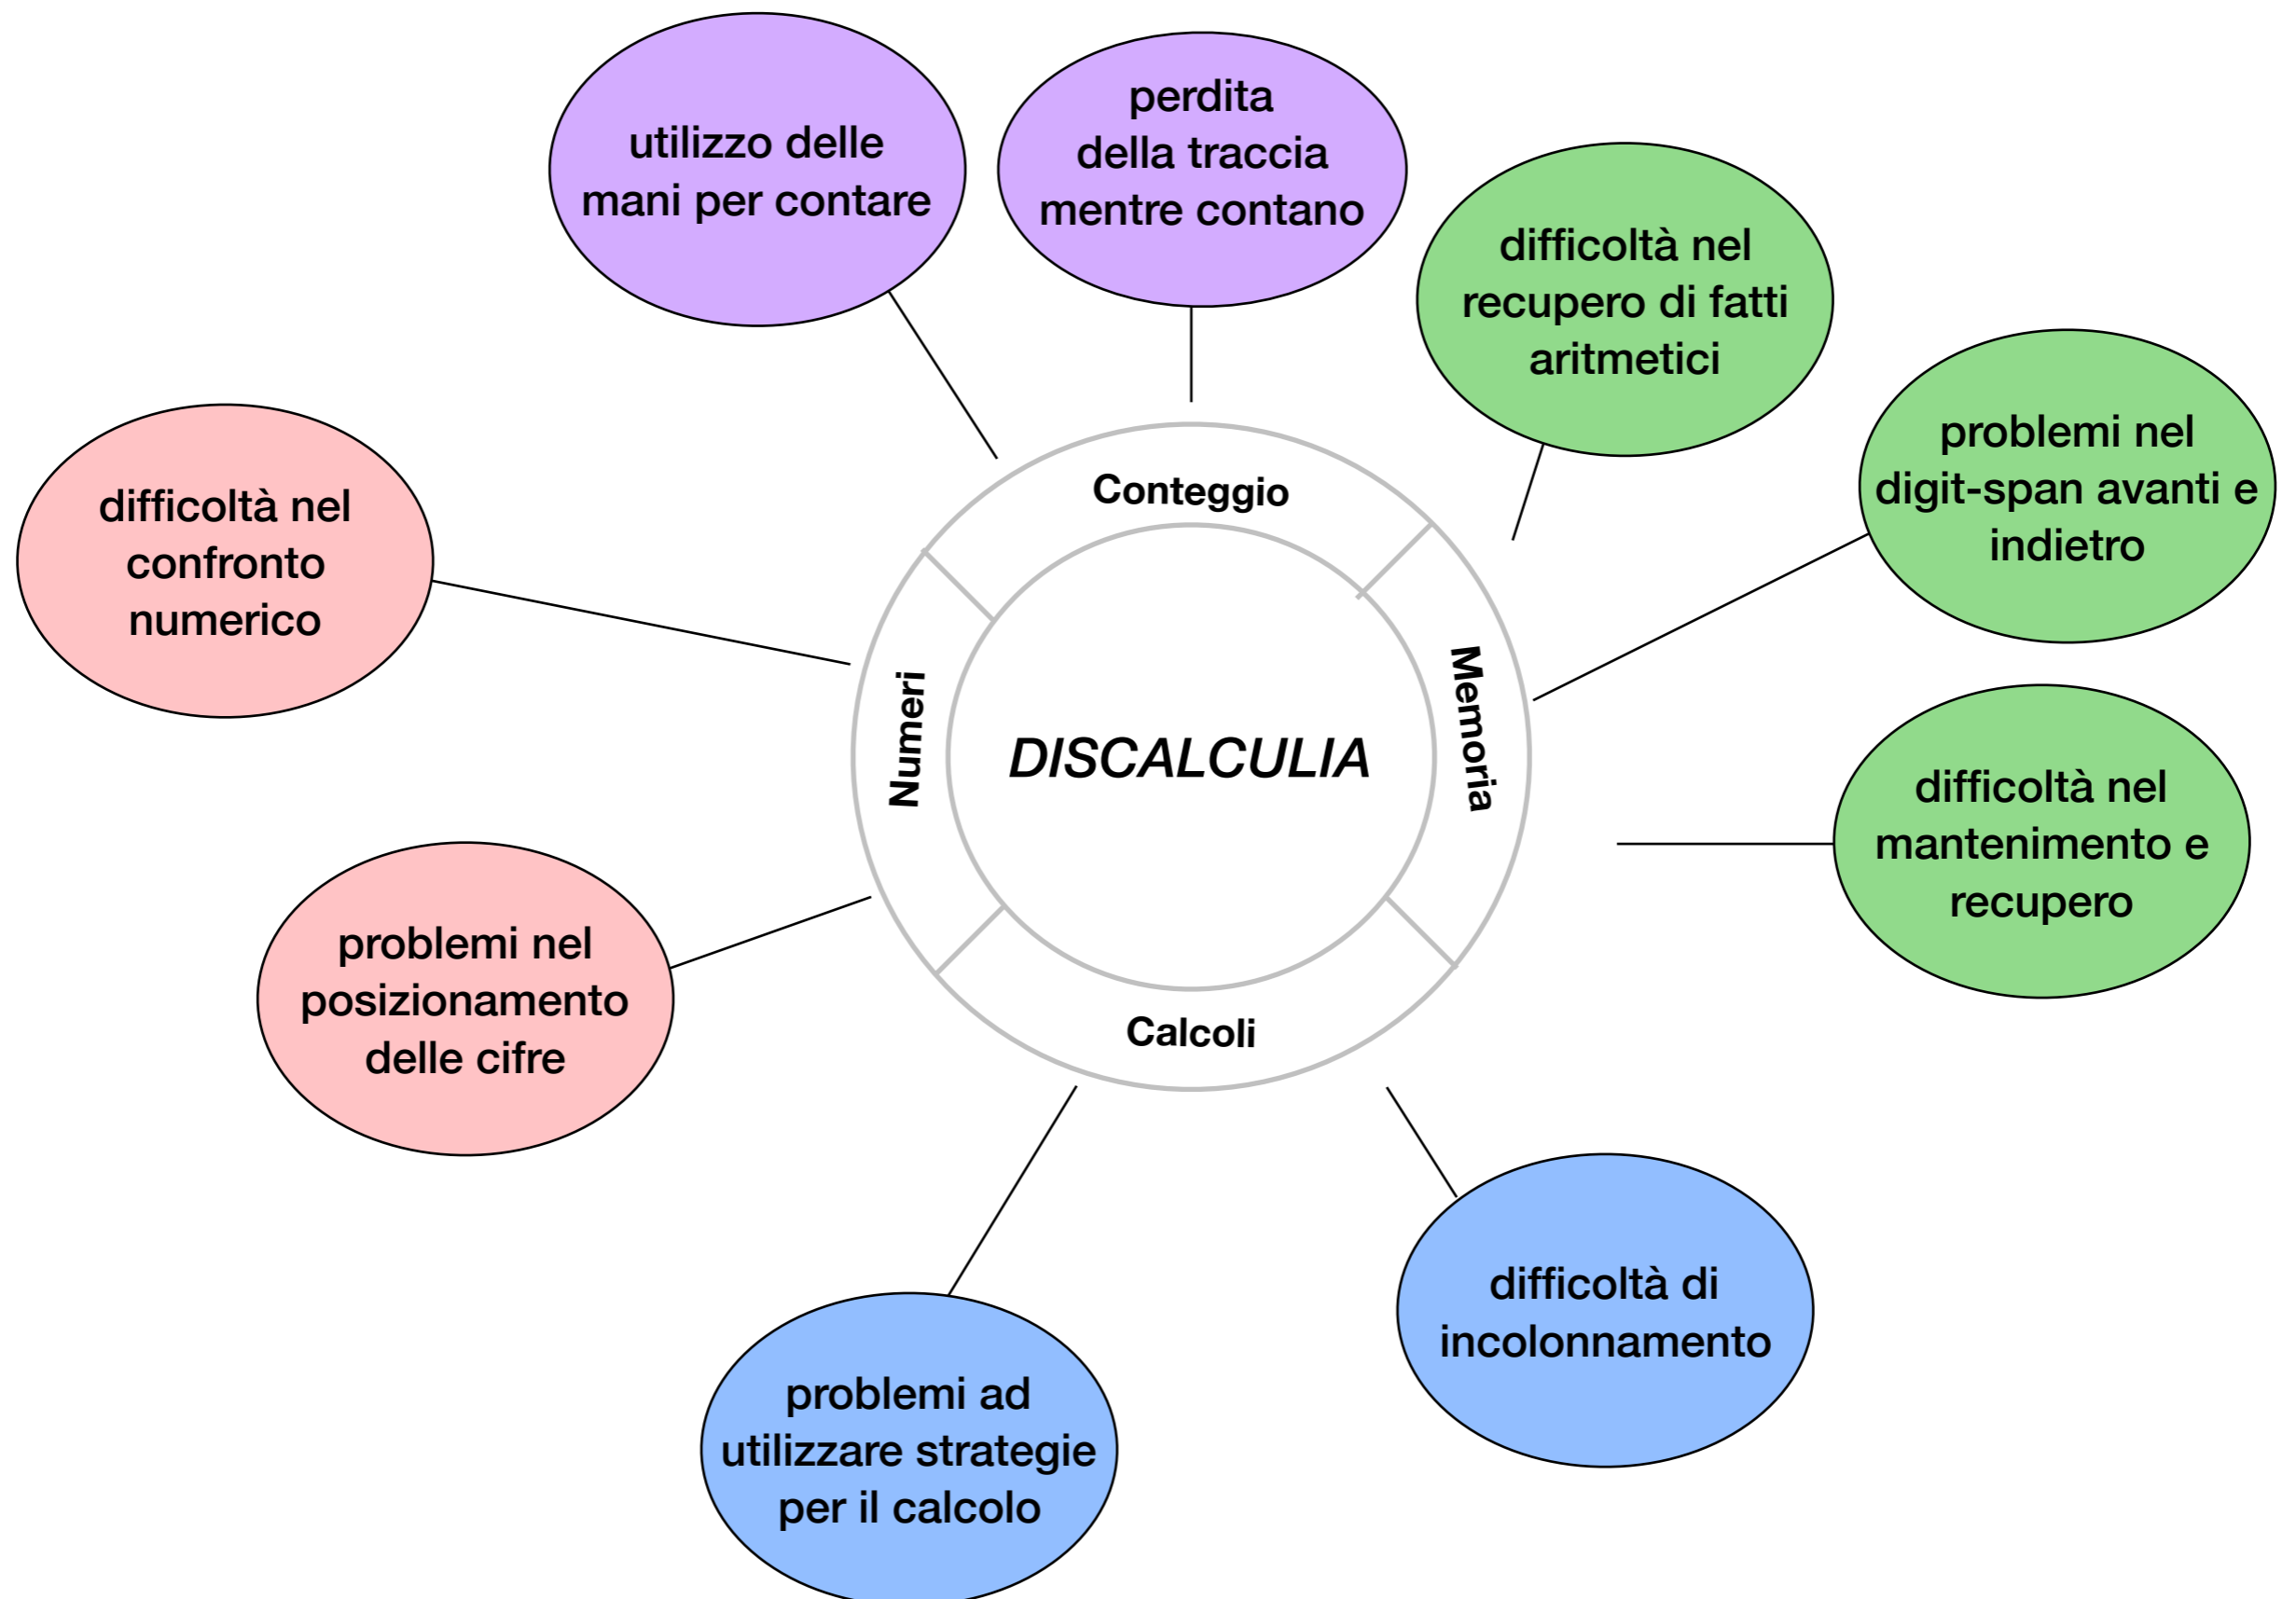 utilizzo delle
mani per contare
perdita
della traccia
mentre contano
difficoltà nel
recupero di fatti
aritmetici
problemi nel
digit-span avanti e
indietro
difficoltà nel
confronto
numerico
Conteggio
Numeri
DISCALCULIA
Memoria
Calcoli
difficoltà nel
mantenimento e
recupero
problemi nel
posizionamento
delle cifre
difficoltà di
incolonnamento
problemi ad
utilizzare strategie
per il calcolo